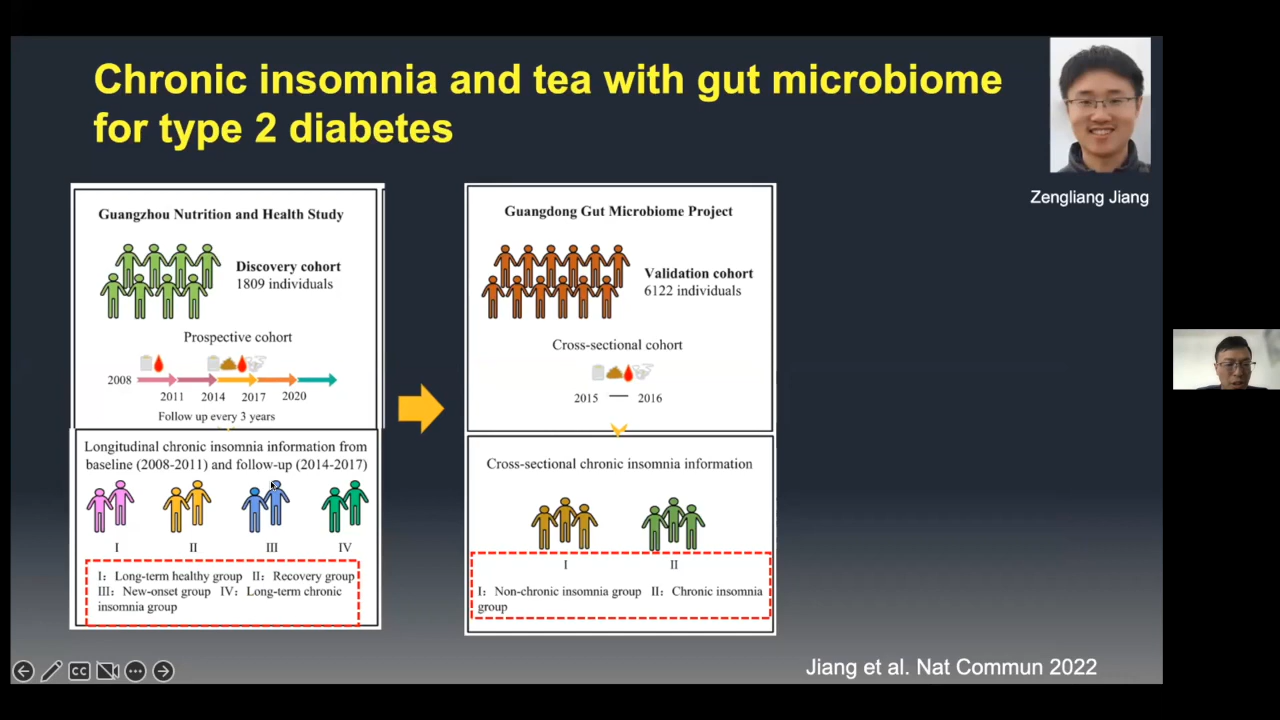 Chronic insomnia and tea with gut microbiome
for type 2 diabetes
Zengliang Jiang
Guangzhou Nutrition and Health Study
Discovery cohort
1809 individuals
Prospective cohort
2008
2011
2014
2017
2020
Follow up every 3 years
Longitudinal chronic insomnia information from
baseline (2008-2011) and follow-up (2014-2017)
I
II
III
IV
I: Long-term healthy group II: Recovery group
III: New-onset group IV: Long-term chronic
insomnia group
Guangdong Gut Microbiome Project
Validation cohort
6122 individuals
Cross-sectional cohort
2015 — 2016
Cross-sectional chronic insomnia information
I
II
I: Non-chronic insomnia group II: Chronic insomnia
group
Jiang et al. Nat Commun 2022
CC